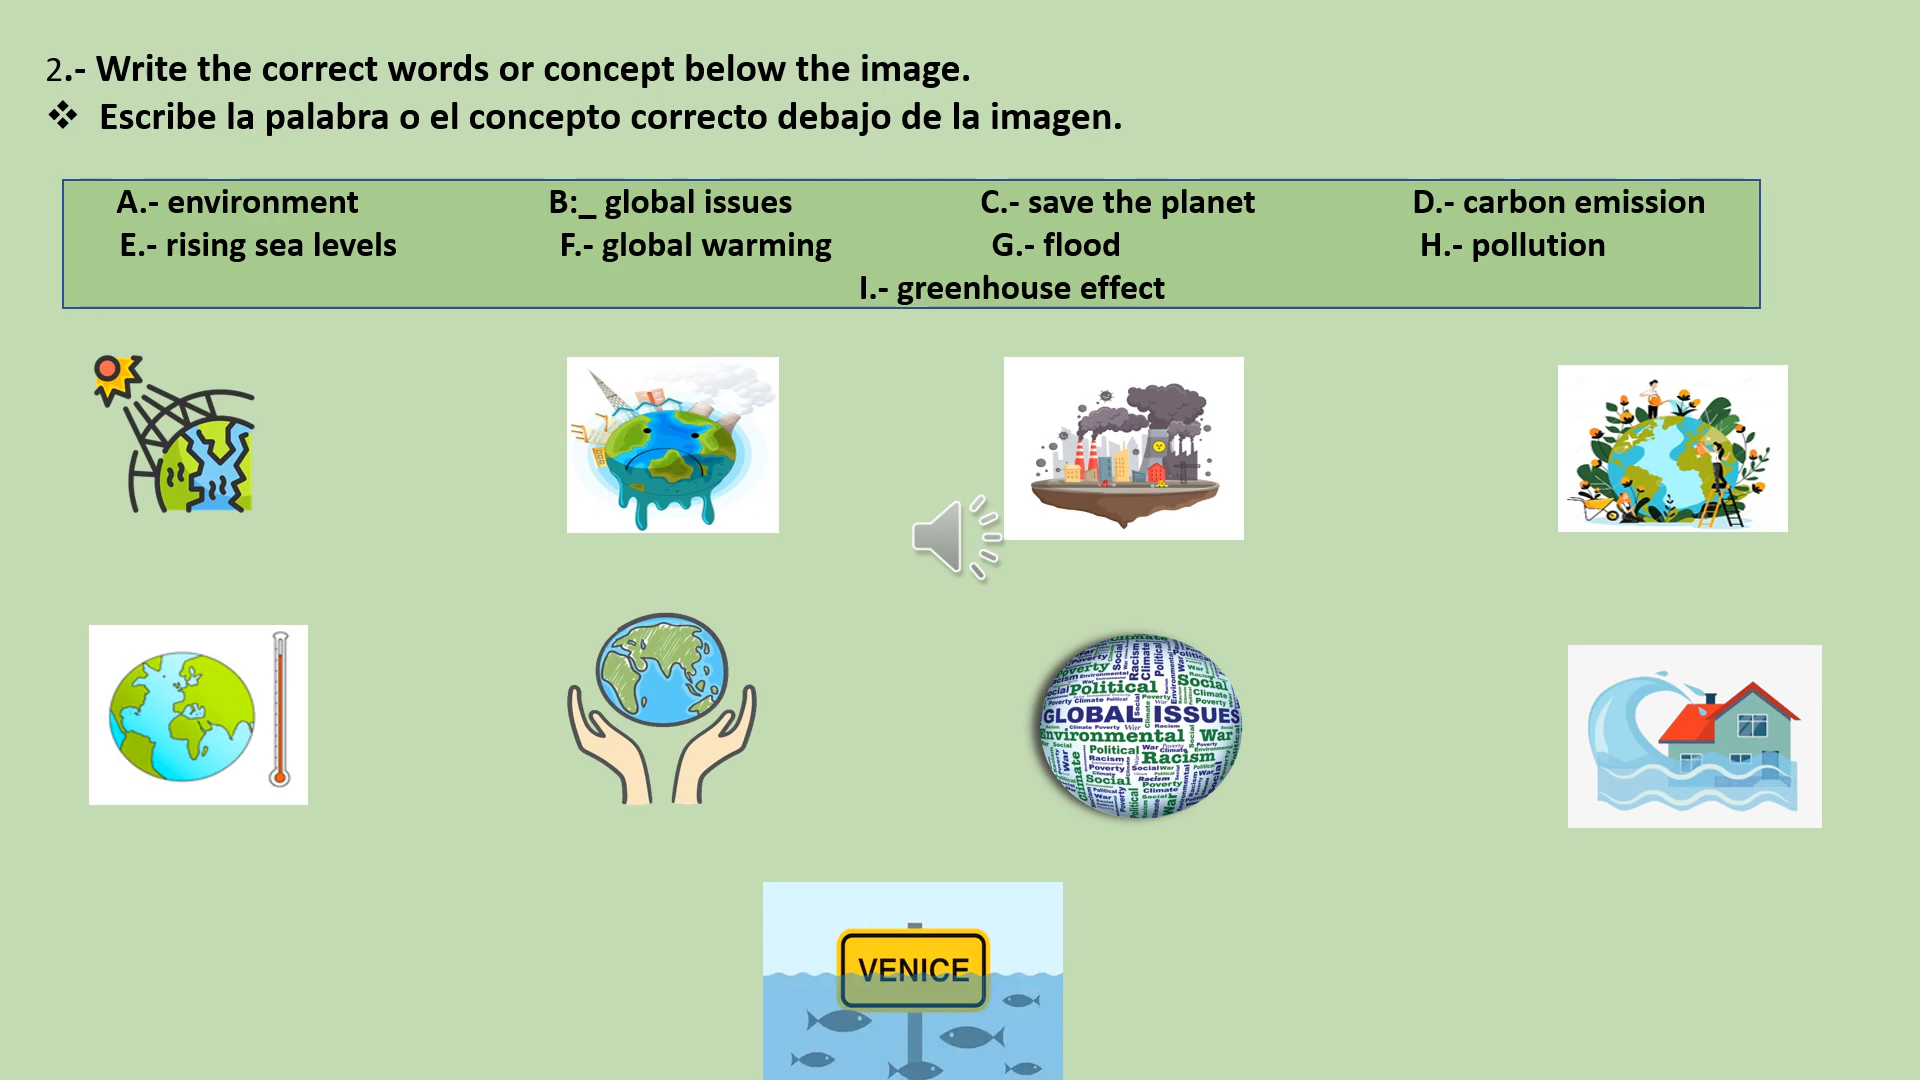 2.- Write the correct words or concept below the image.
❖ Escribe la palabra o el concepto correcto debajo de la imagen.
A.- environment B:_ global issues C.- save the planet D.- carbon emission
E.- rising sea levels F.- global warming G.- flood H.- pollution
I.- greenhouse effect
Political
Social
GLOBAL ISSUES
Environmental War
Political
Racism
Social
VENICE